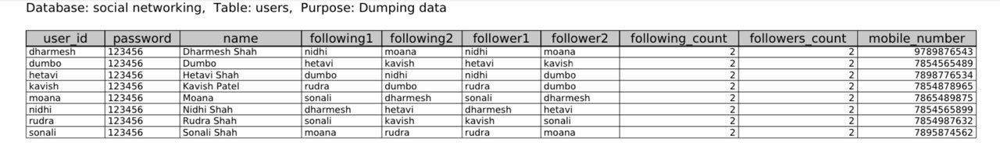 Database: social networking,  Table: users,  Purpose: Dumping data
user_id password name following1 following2 follower1 follower2 following_count followers_count mobile_number
dharmesh 123456 Dharmesh Shah nidhi moana nidhi moana 2 2 9789876543
dumbo 123456 Dumbo hetavi kavish hetavi kavish 2 2 7854565489
hetavi 123456 Hetavi Shah dumbo nidhi nidhi dumbo 2 2 7898776534
kavish 123456 Kavish Patel rudra dumbo rudra dumbo 2 2 7854878965
moana 123456 Moana sonali dharmesh sonali dharmesh 2 2 7865489875
nidhi 123456 Nidhi Shah dharmesh hetavi dharmesh hetavi 2 2 7854565899
rudra 123456 Rudra Shah sonali kavish kavish sonali 2 2 7854987632
sonali 123456 Sonali Shah moana rudra rudra moana 2 2 7895874562